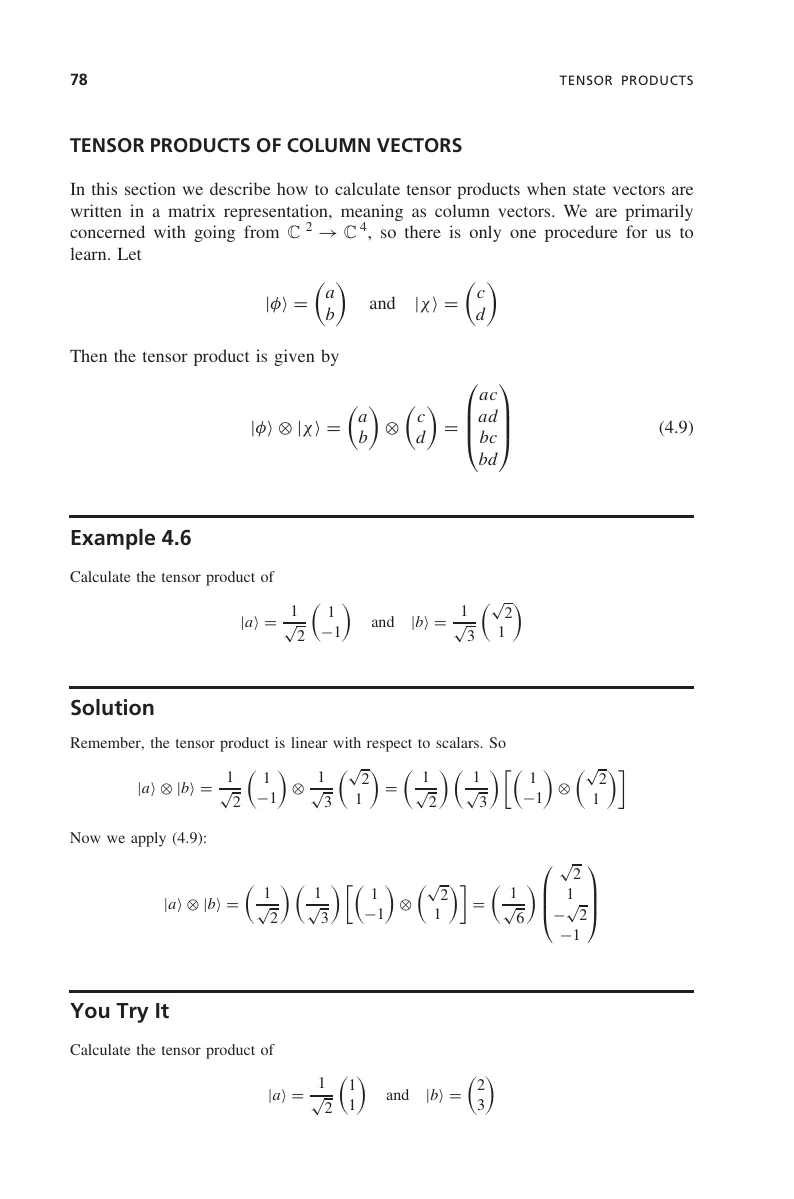 78 TENSOR PRODUCTS
TENSOR PRODUCTS OF COLUMN VECTORS
In this section we describe how to calculate tensor products when state vectors are
written in a matrix representation, meaning as column vectors. We are primarily
concerned with going from ℂ ² → ℂ ⁴, so there is only one procedure for us to
learn. Let
|ϕ⟩ = (a b) and |χ⟩ = (c d)
Then the tensor product is given by
|ϕ⟩ ⊗ |χ⟩ = (a b) ⊗ (c d) = (ac ad bc bd) (4.9)
Example 4.6
Calculate the tensor product of
|a⟩ = 1/√2 (1 −1) and |b⟩ = 1/√3 (√2 1)
Solution
Remember, the tensor product is linear with respect to scalars. So
|a⟩ ⊗ |b⟩ = 1/√2 (1 −1) ⊗ 1/√3 (√2 1) = (1/√2) (1/√3) [(1 −1) ⊗ (√2 1)]
Now we apply (4.9):
|a⟩ ⊗ |b⟩ = (1/√2) (1/√3) [(1 −1) ⊗ (√2 1)] = (1/√6) (√2 1 −√2 −1)
You Try It
Calculate the tensor product of
|a⟩ = 1/√2 (1 1) and |b⟩ = (2 3)